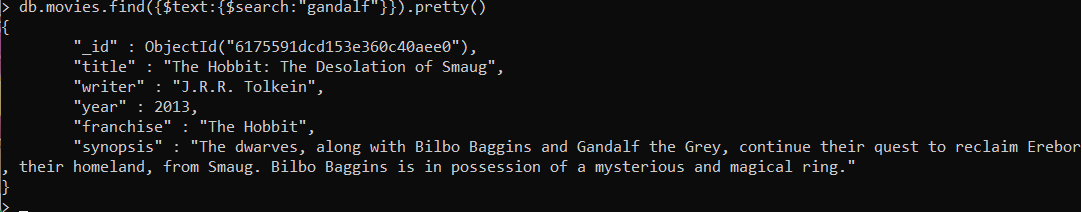 > db.movies.find({$text:{$search:"gandalf"}}).pretty()
{
        "_id" : ObjectId("6175591dcd153e360c40aee0"),
        "title" : "The Hobbit: The Desolation of Smaug",
        "writer" : "J.R.R. Tolkein",
        "year" : 2013,
        "franchise" : "The Hobbit",
        "synopsis" : "The dwarves, along with Bilbo Baggins and Gandalf the Grey, continue their quest to reclaim Erebor
, their homeland, from Smaug. Bilbo Baggins is in possession of a mysterious and magical ring."
}
>